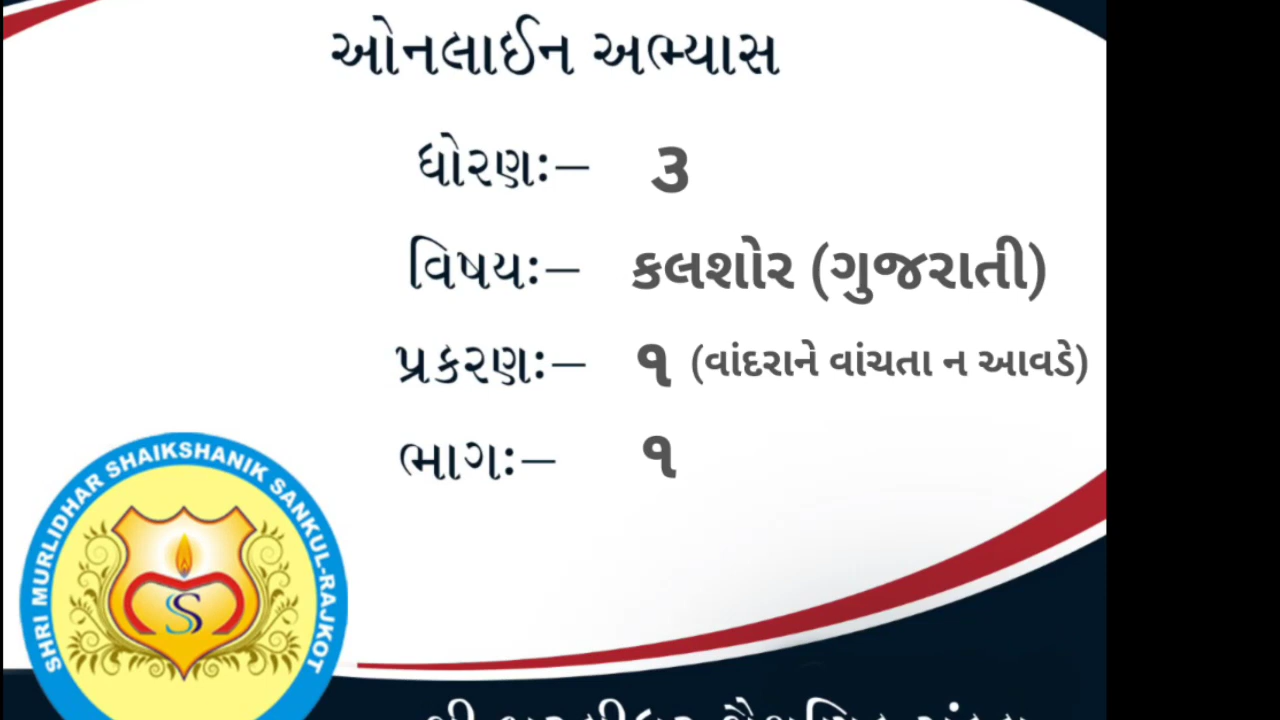 ઓનલાઈન અભ્યાસ
ધોરણઃ– ૩
વિષયઃ– કલશોર (ગુજરાતી)
પ્રકરણઃ– ૧ (વાંદરાને વાંચતા ન આવડે)
ભાગઃ– ૧
SHRI MURLIDHAR SHAIKSHANIK SANKUL-RAJKOT